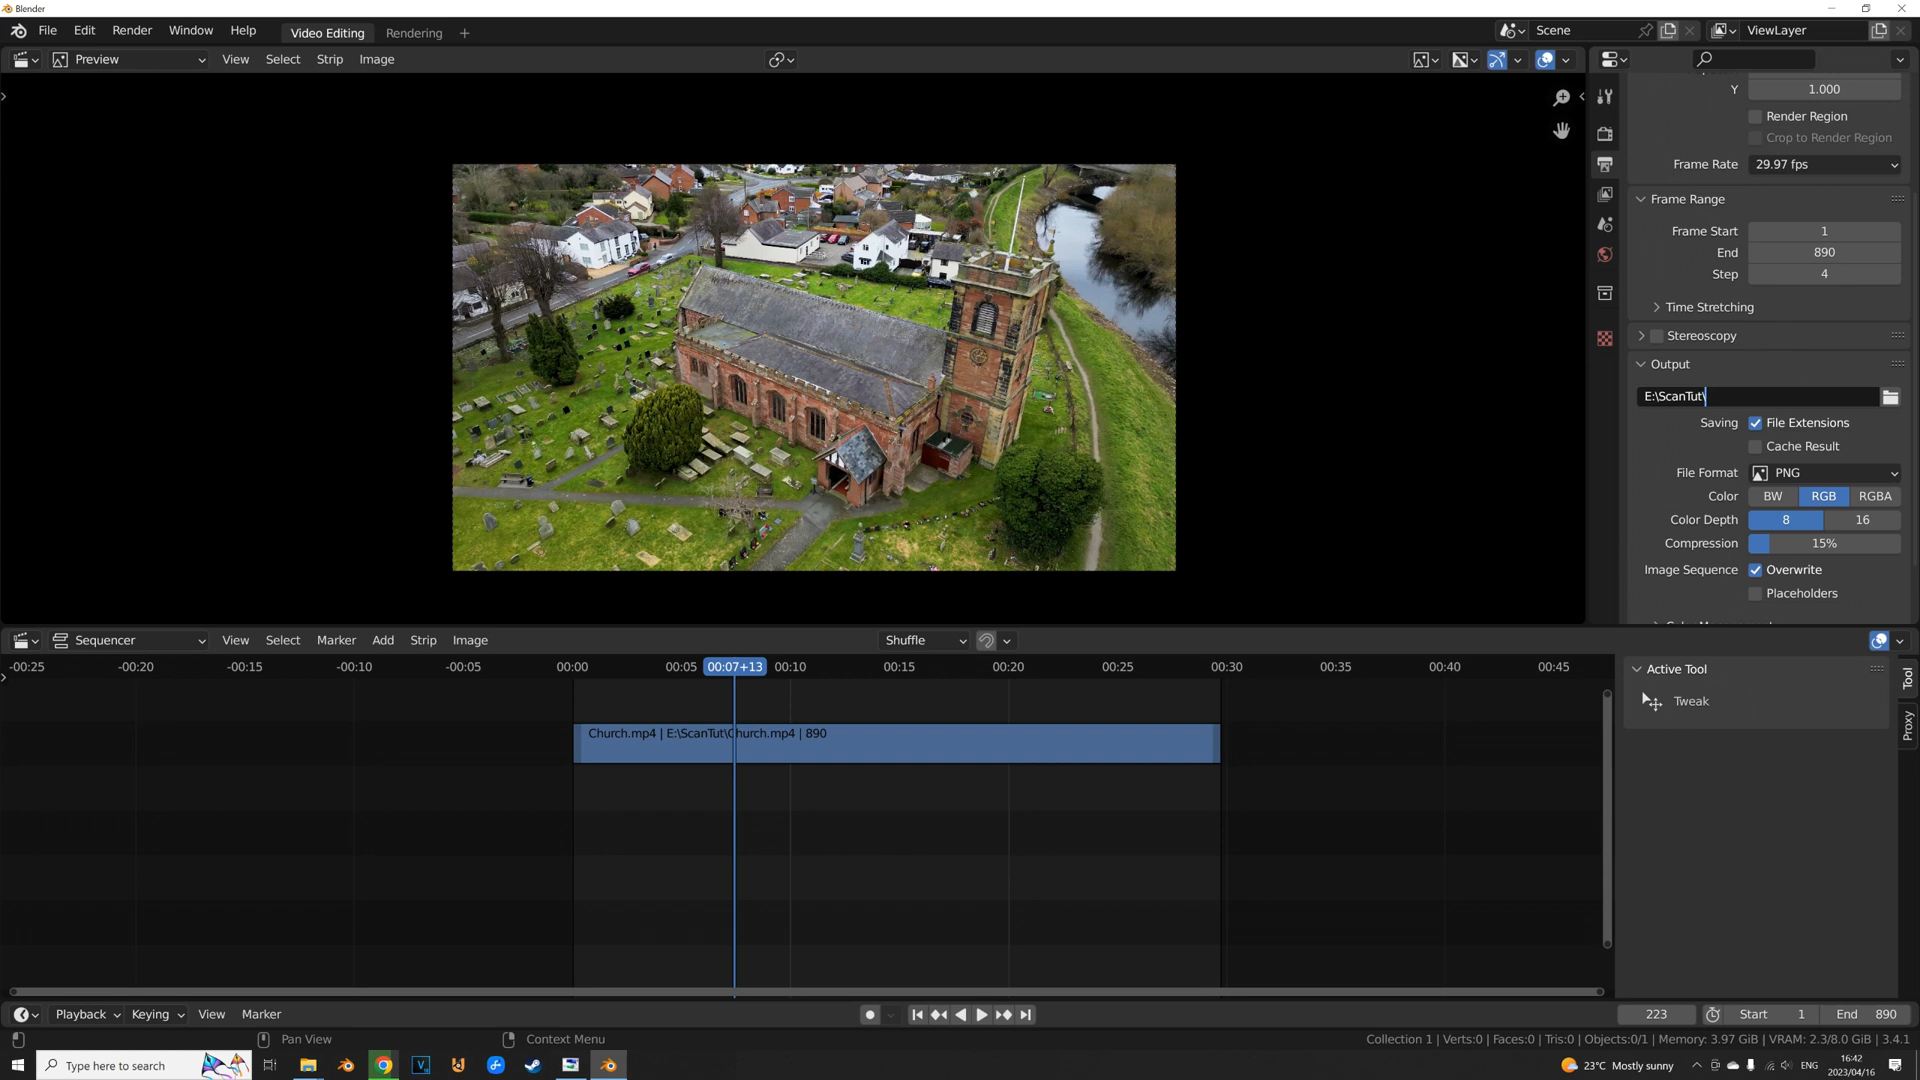 Blender
File Edit Render Window Help Video Editing Rendering + Scene ViewLayer
Preview View Select Strip Image
Y 1.000
Render Region
Crop to Render Region
Frame Rate 29.97 fps
Frame Range
Frame Start 1
End 890
Step 4
Time Stretching
Stereoscopy
Output
E:\ScanTut\
Saving File Extensions
Cache Result
File Format PNG
Color BW RGB RGBA
Color Depth 8 16
Compression 15%
Image Sequence Overwrite
Placeholders
Sequencer View Select Marker Add Strip Image Shuffle
-00:25 -00:20 -00:15 -00:10 -00:05 00:00 00:05 00:07+13 00:10 00:15 00:20 00:25 00:30 00:35 00:40 00:45
Active Tool
Tweak
Tool
Proxy
Church.mp4 | E:\ScanTut\Church.mp4 | 890
Playback Keying View Marker 223 Start 1 End 890
Pan View Context Menu Collection 1 | Verts:0 | Faces:0 | Tris:0 | Objects:0/1 | Memory: 3.97 GiB | VRAM: 2.3/8.0 GiB | 3.4.1
Type here to search 23°C Mostly sunny ENG 16:42
2023/04/16